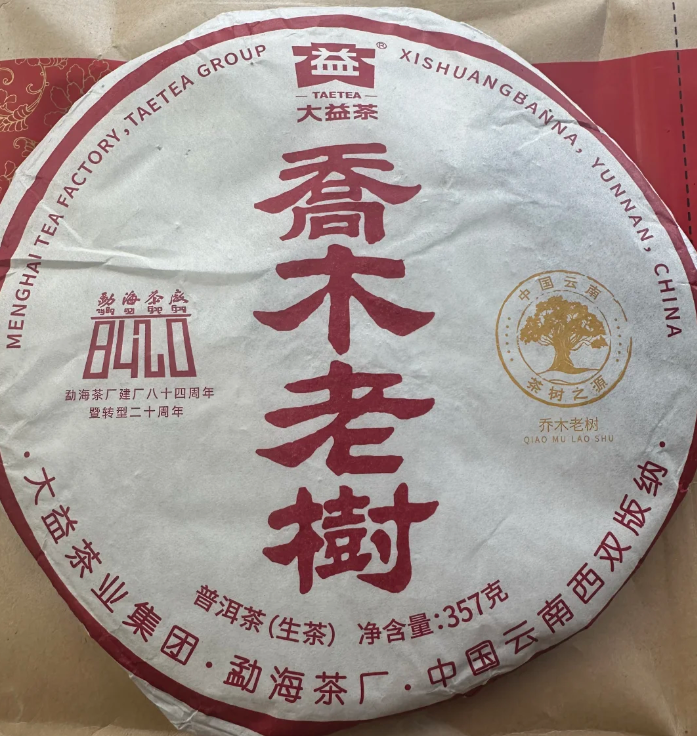 MENGHAI TEA FACTORY, TAETEA GROUP
XISHUANGBANNA, YUNNAN, CHINA
益®
TAETEA
大益茶
喬木老樹
勐海茶廠
8420
勐海茶厂建厂八十四周年
暨转型二十周年
中国云南
茶树之源
乔木老树
QIAO MU LAO SHU
普洱茶(生茶) 净含量:357克
·大益茶业集团·勐海茶厂·中国云南西双版纳·